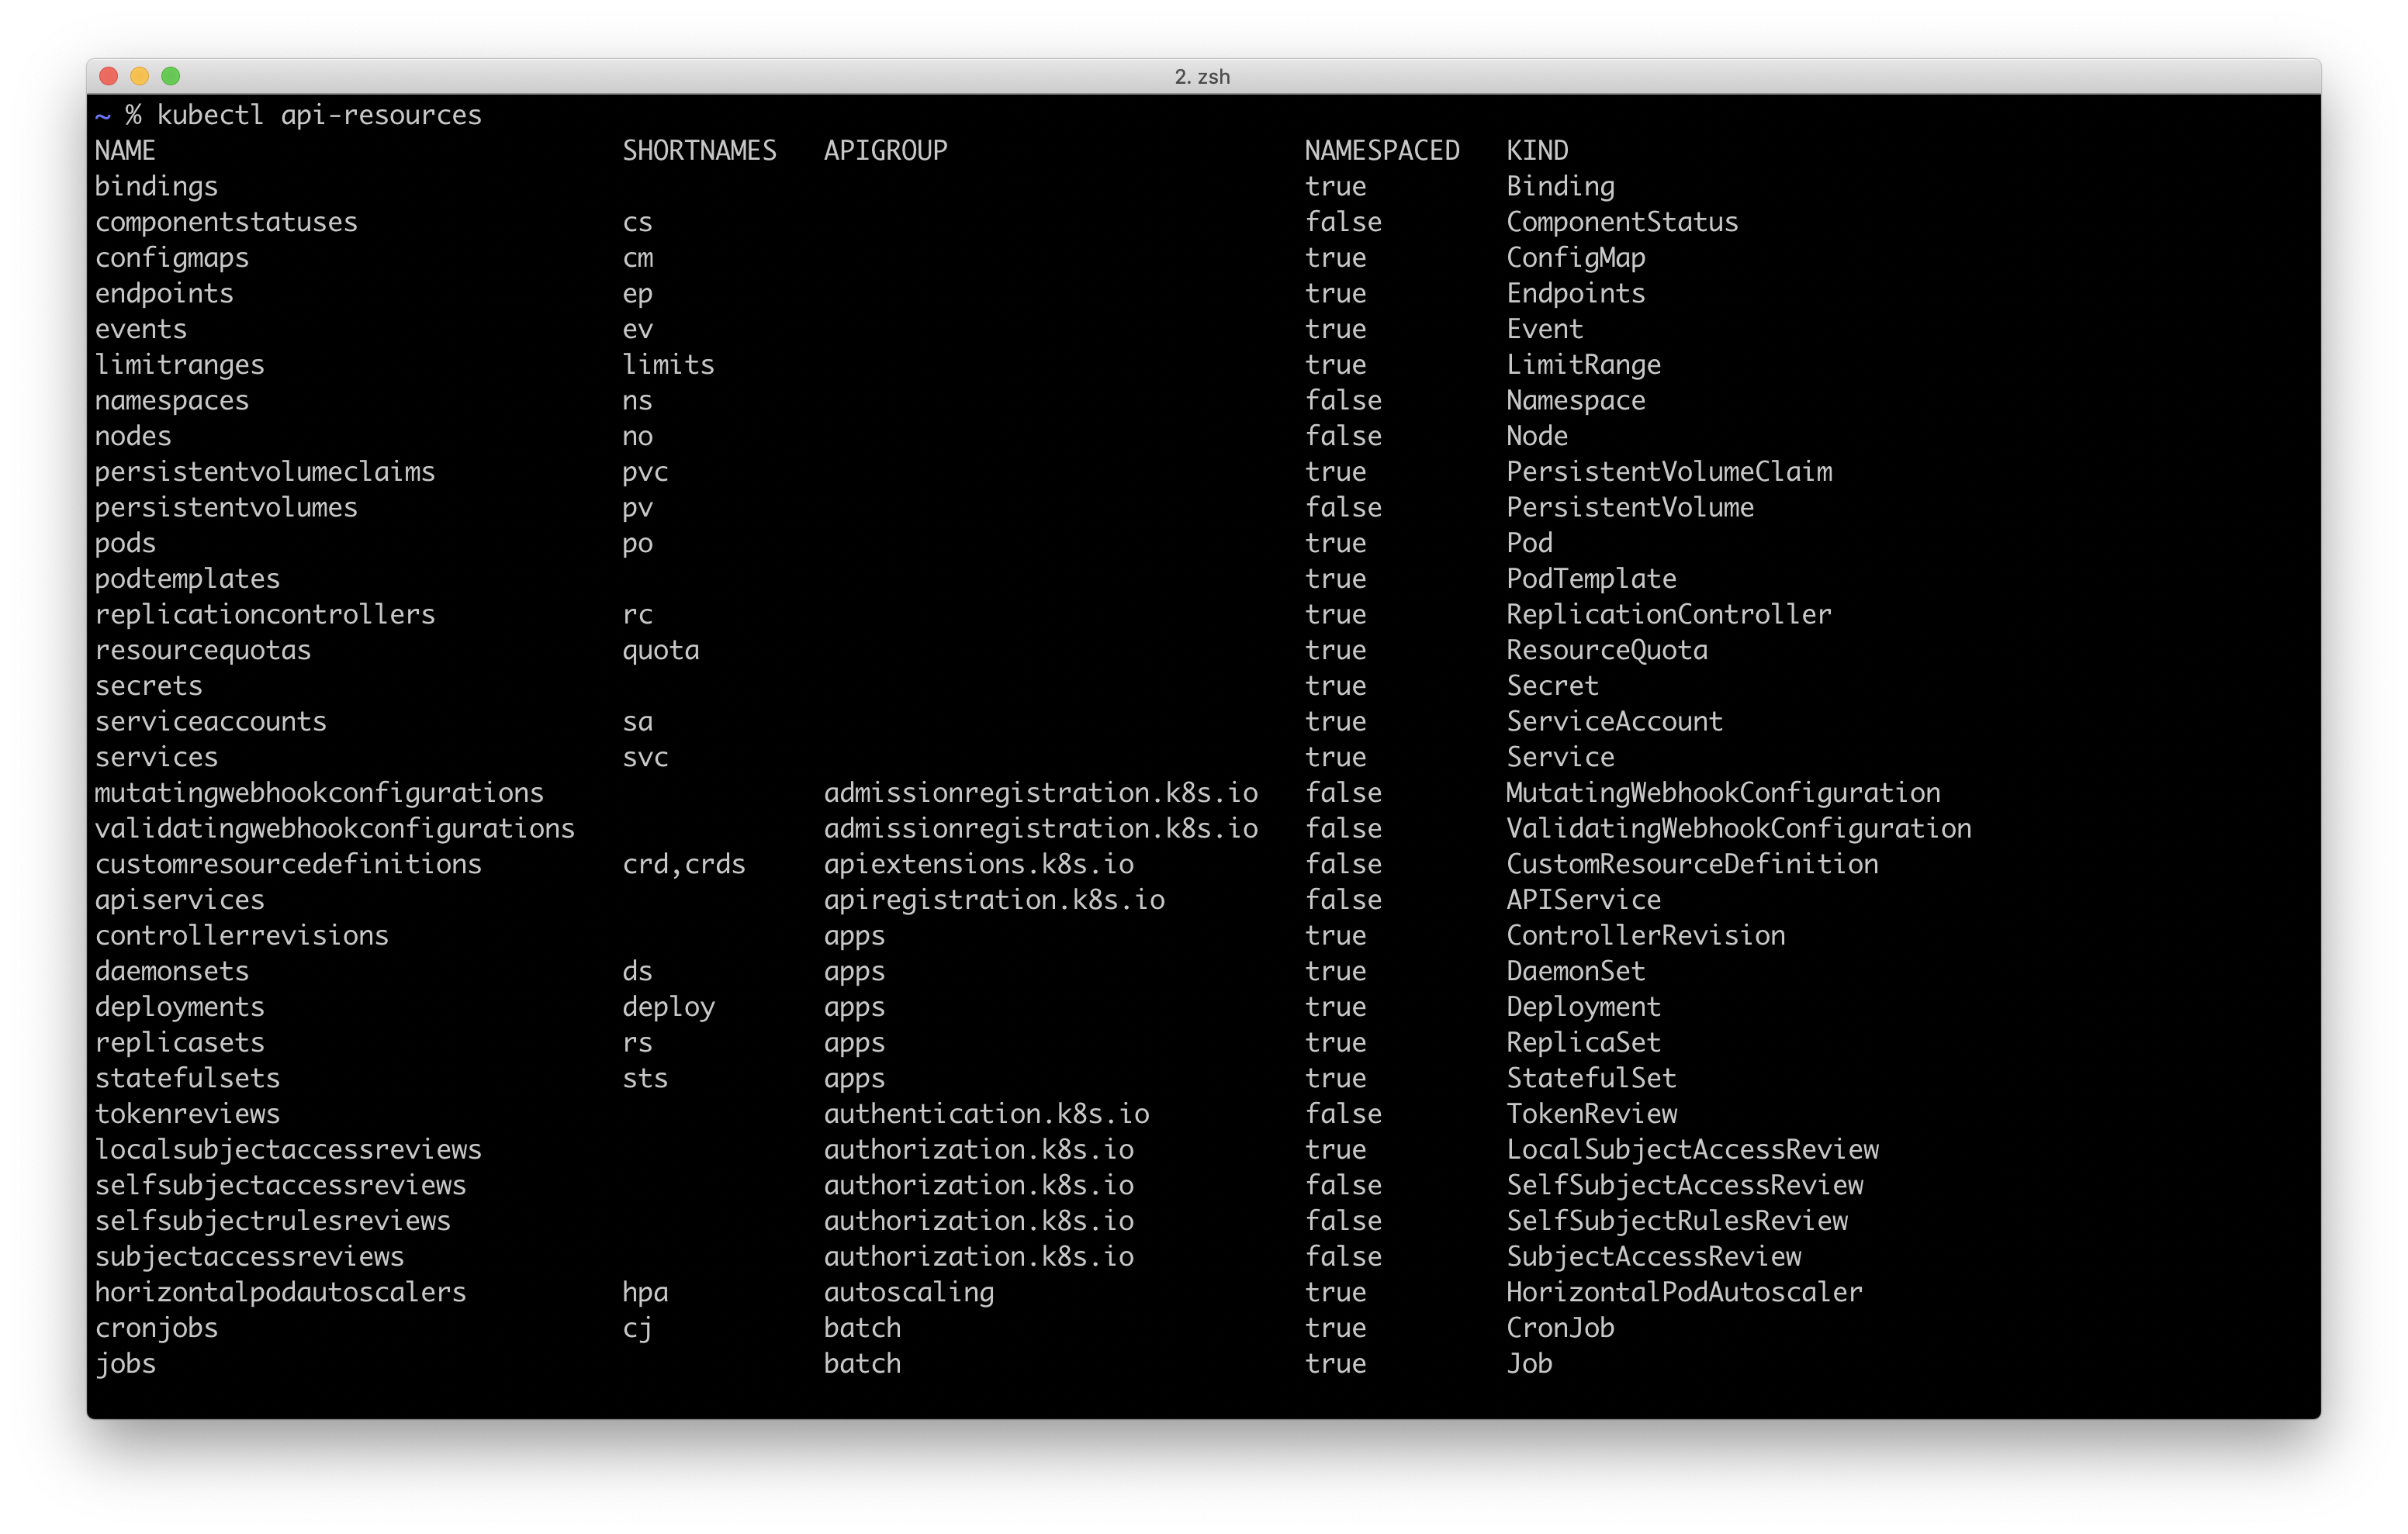 2. zsh
~ % kubectl api-resources
NAME                              SHORTNAMES   APIGROUP                       NAMESPACED   KIND
bindings                                                                      true         Binding
componentstatuses                 cs                                          false        ComponentStatus
configmaps                        cm                                          true         ConfigMap
endpoints                         ep                                          true         Endpoints
events                            ev                                          true         Event
limitranges                       limits                                      true         LimitRange
namespaces                        ns                                          false        Namespace
nodes                             no                                          false        Node
persistentvolumeclaims            pvc                                         true         PersistentVolumeClaim
persistentvolumes                 pv                                          false        PersistentVolume
pods                              po                                          true         Pod
podtemplates                                                                  true         PodTemplate
replicationcontrollers            rc                                          true         ReplicationController
resourcequotas                    quota                                       true         ResourceQuota
secrets                                                                       true         Secret
serviceaccounts                   sa                                          true         ServiceAccount
services                          svc                                         true         Service
mutatingwebhookconfigurations                  admissionregistration.k8s.io   false        MutatingWebhookConfiguration
validatingwebhookconfigurations                admissionregistration.k8s.io   false        ValidatingWebhookConfiguration
customresourcedefinitions         crd,crds     apiextensions.k8s.io           false        CustomResourceDefinition
apiservices                                    apiregistration.k8s.io         false        APIService
controllerrevisions                            apps                           true         ControllerRevision
daemonsets                        ds           apps                           true         DaemonSet
deployments                       deploy       apps                           true         Deployment
replicasets                       rs           apps                           true         ReplicaSet
statefulsets                      sts          apps                           true         StatefulSet
tokenreviews                                   authentication.k8s.io          false        TokenReview
localsubjectaccessreviews                      authorization.k8s.io           true         LocalSubjectAccessReview
selfsubjectaccessreviews                       authorization.k8s.io           false        SelfSubjectAccessReview
selfsubjectrulesreviews                        authorization.k8s.io           false        SelfSubjectRulesReview
subjectaccessreviews                           authorization.k8s.io           false        SubjectAccessReview
horizontalpodautoscalers          hpa          autoscaling                    true         HorizontalPodAutoscaler
cronjobs                          cj           batch                          true         CronJob
jobs                                           batch                          true         Job